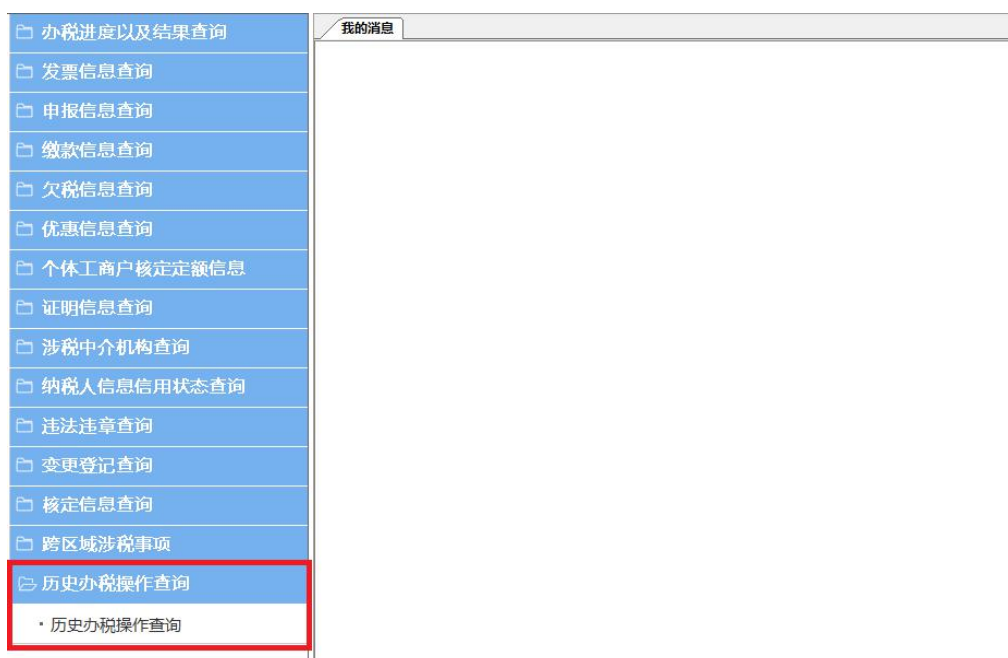 办税进度以及结果查询
我的消息
发票信息查询
申报信息查询
缴款信息查询
欠税信息查询
优惠信息查询
个体工商户核定定额信息
证明信息查询
涉税中介机构查询
纳税人信息信用状态查询
违法违章查询
变更登记查询
核定信息查询
跨区域涉税事项
历史办税操作查询
历史办税操作查询